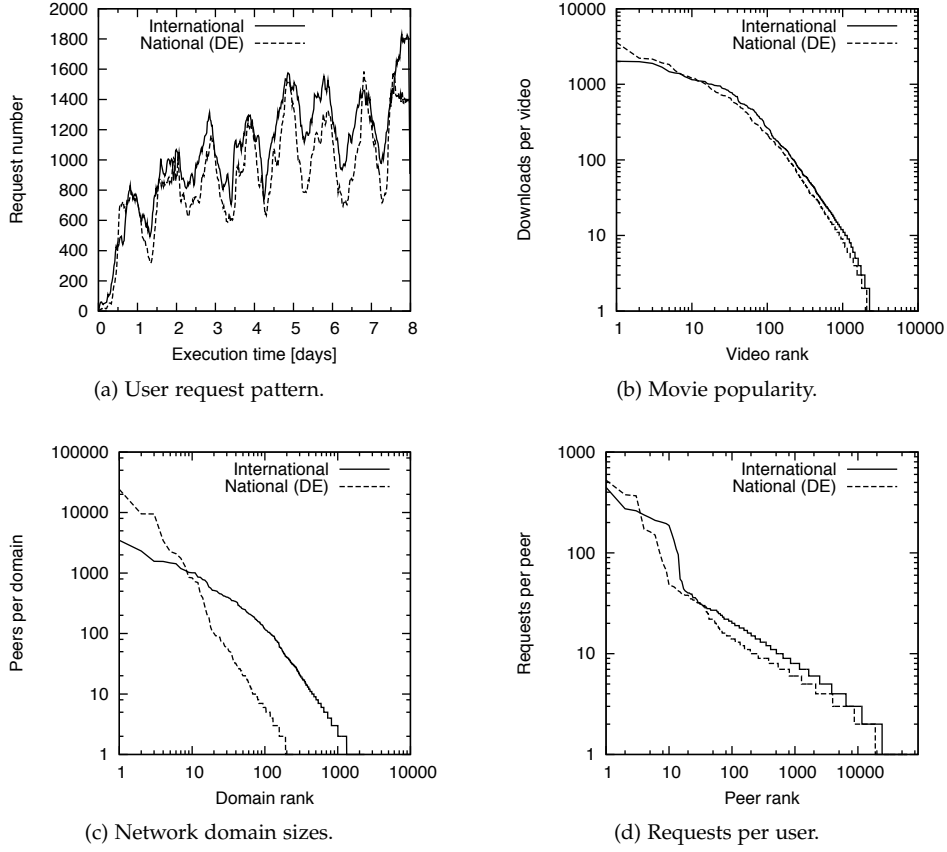 International
National (DE)
Request number
1800
1600
1400
1200
1000
800
600
400
200
0
0 1 2 3 4 5 6 7 8
Execution time [days]
(a) User request pattern.
International
National (DE)
Downloads per video
10000
1000
100
10
1
1 10 100 1000 10000
Video rank
(b) Movie popularity.
International
National (DE)
Peers per domain
100000
10000
1000
100
10
1
1 10 100 1000 10000
Domain rank
(c) Network domain sizes.
International
National (DE)
Requests per peer
1000
100
10
1
1 10 100 1000 10000
Peer rank
(d) Requests per user.